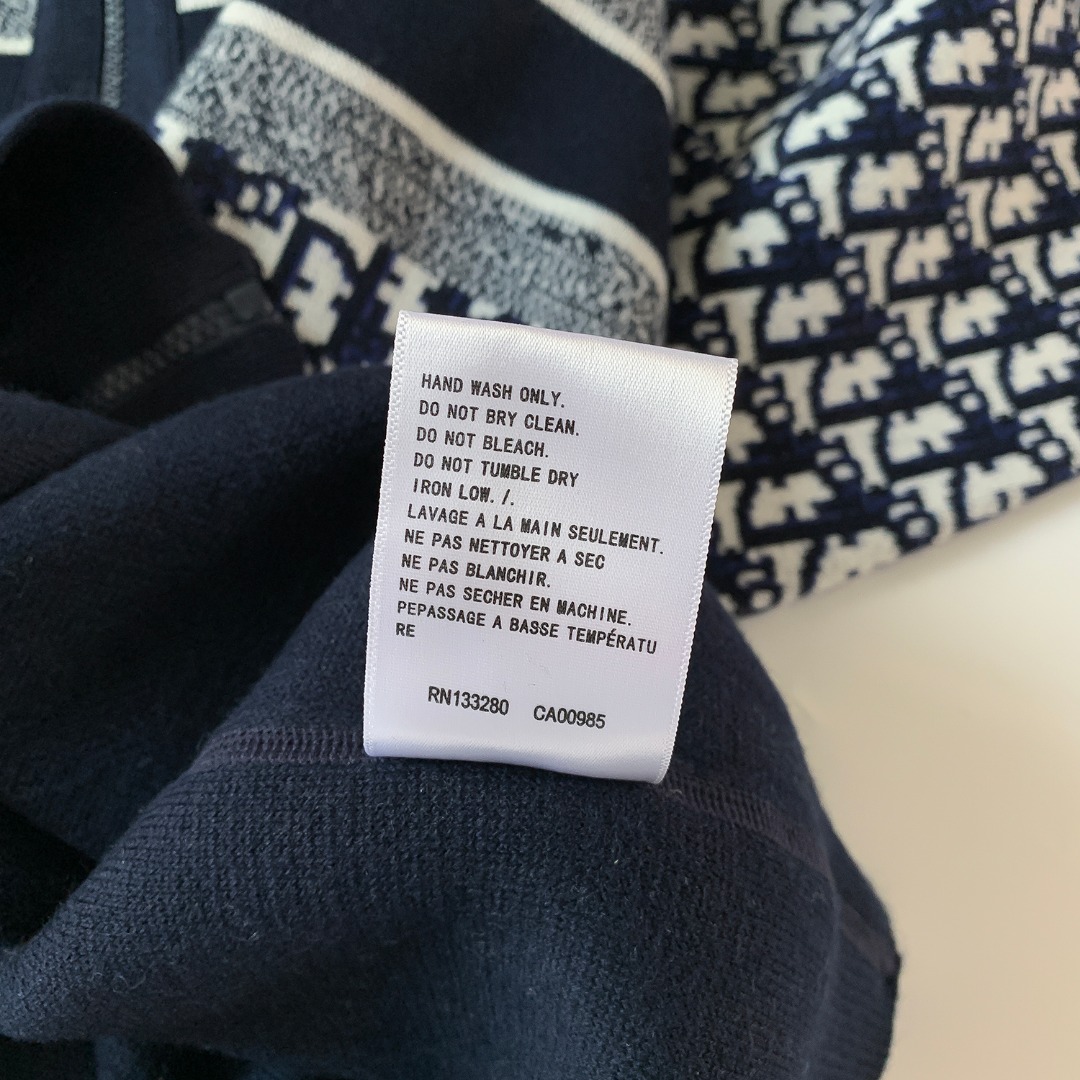 HAND WASH ONLY.
DO NOT BRY CLEAN.
DO NOT BLEACH.
DO NOT TUMBLE DRY
IRON LOW. /.
LAVAGE A LA MAIN SEULEMENT.
NE PAS NETTOYER A SEC
NE PAS BLANCHIR.
NE PAS SECHER EN MACHINE.
PEPASSAGE A BASSE TEMPÉRATU
RE
RN133280 CA00985